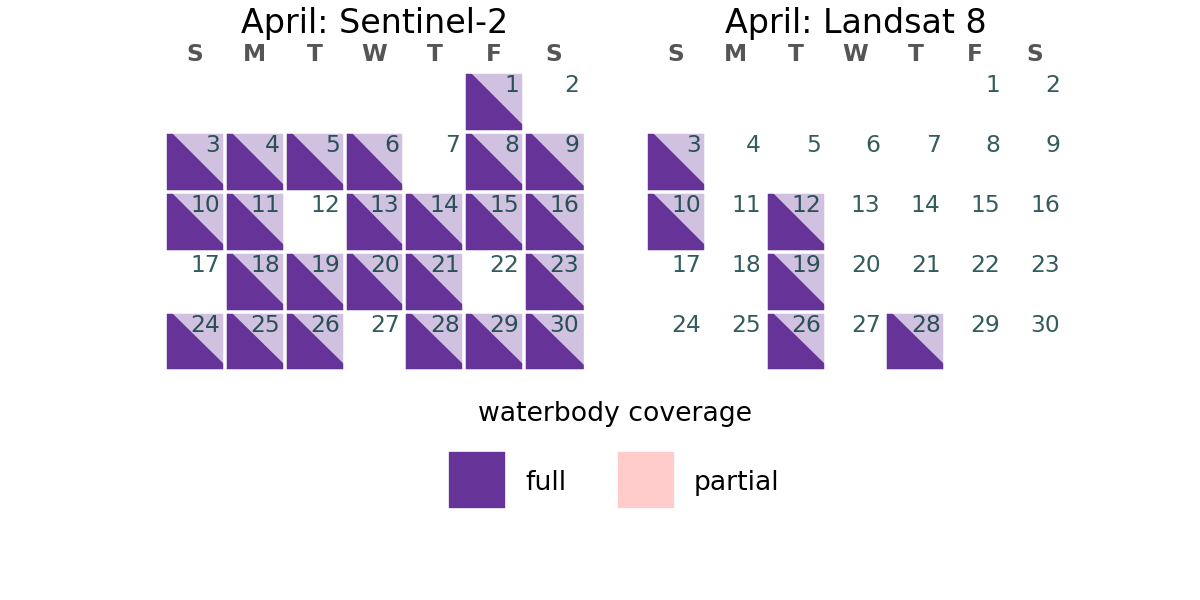 April: Sentinel-2
S M T W T F S
1 2
3 4 5 6 7 8 9
10 11 12 13 14 15 16
17 18 19 20 21 22 23
24 25 26 27 28 29 30
April: Landsat 8
S M T W T F S
1 2
3 4 5 6 7 8 9
10 11 12 13 14 15 16
17 18 19 20 21 22 23
24 25 26 27 28 29 30
waterbody coverage
full partial